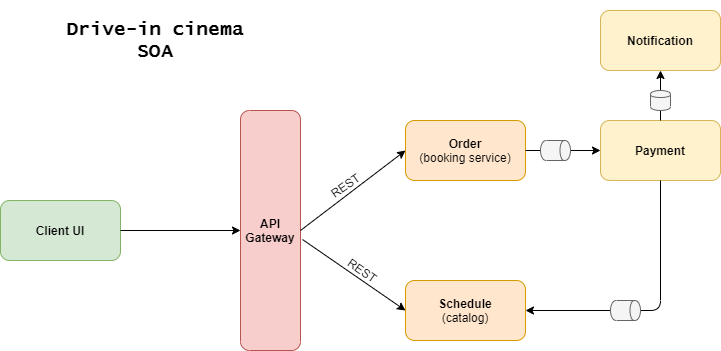 Drive-in cinema
SOA
Notification
Order
(booking service)
Payment
REST
API
Gateway
Client UI
REST
Schedule
(catalog)